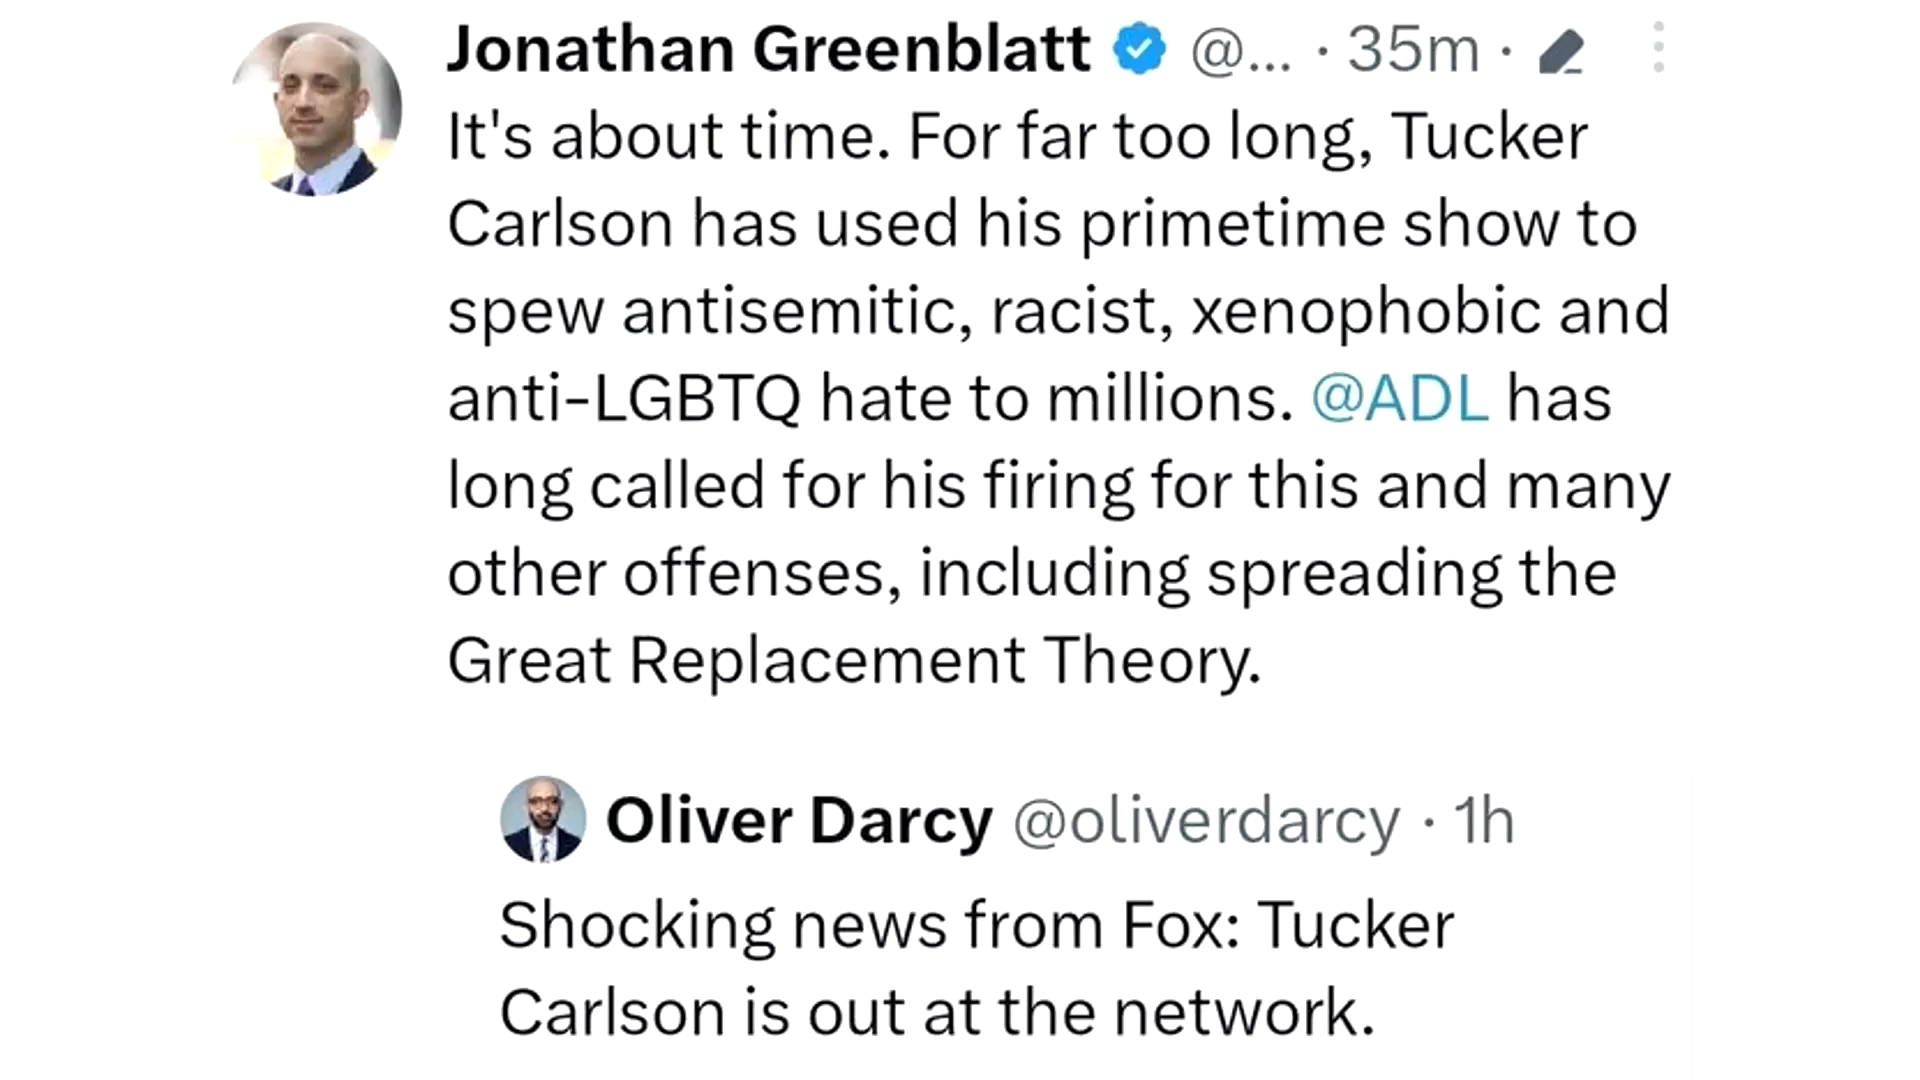 Jonathan Greenblatt @... · 35m ·
It's about time. For far too long, Tucker
Carlson has used his primetime show to
spew antisemitic, racist, xenophobic and
anti-LGBTQ hate to millions. @ADL has
long called for his firing for this and many
other offenses, including spreading the
Great Replacement Theory.
Oliver Darcy @oliverdarcy · 1h
Shocking news from Fox: Tucker
Carlson is out at the network.